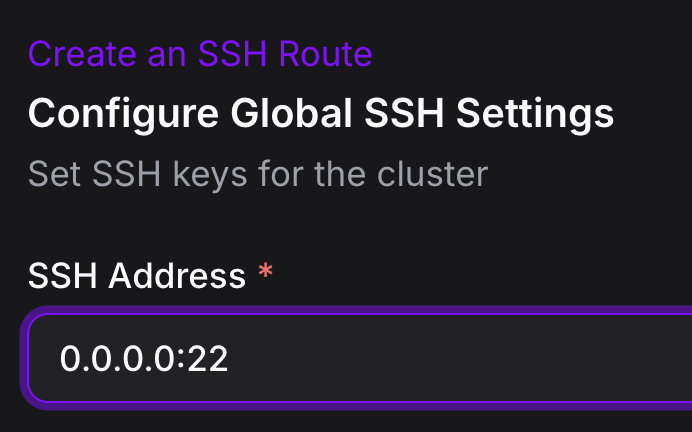 Create an SSH Route
Configure Global SSH Settings
Set SSH keys for the cluster
SSH Address *
0.0.0.0:22